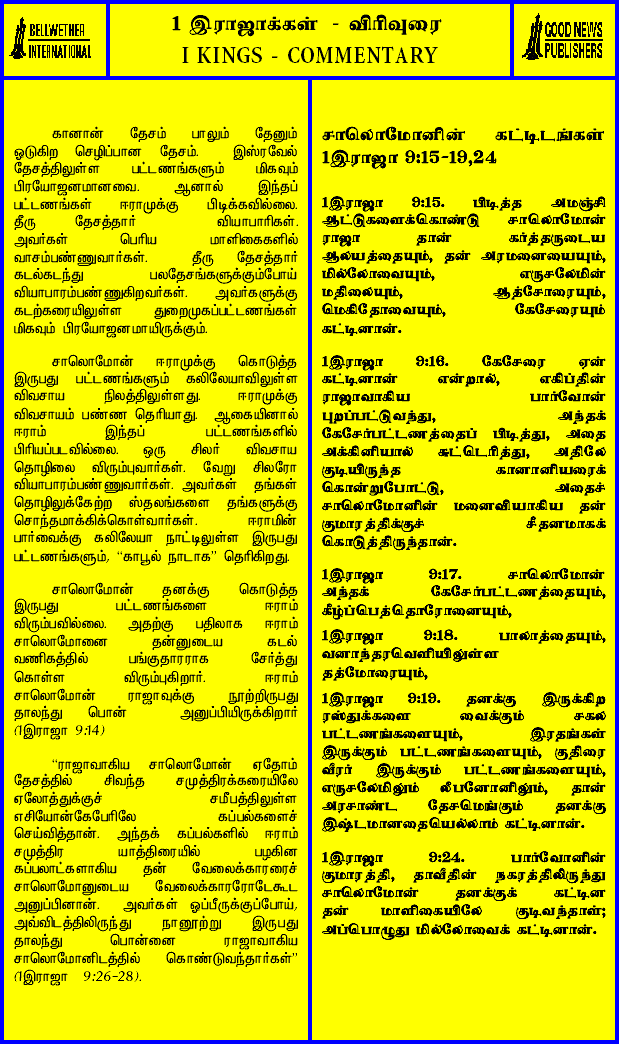 BELLWETHER
INTERNATIONAL
1 இராஜாக்கள் - விரிவுரை
I KINGS - COMMENTARY
GOOD NEWS
PUBLISHERS
கானான் தேசம் பாலும் தேனும்
ஓடுகிற செழிப்பான தேசம். இஸ்ரவேல்
தேசத்திலுள்ள பட்டணங்களும் மிகவும்
பிரயோஜனமானவை. ஆனால் இந்தப்
பட்டணங்கள் ஈராமுக்கு பிடிக்கவில்லை.
தீரு தேசத்தார் வியாபாரிகள்.
அவர்கள் பெரிய மாளிகைகளில்
வாசம்பண்ணுவார்கள். தீரு தேசத்தார்
கடல்கடந்து பலதேசங்களுக்கும்போய்
வியாபாரம்பண்ணுகிறவர்கள். அவர்களுக்கு
கடற்கரையிலுள்ள துறைமுகப்பட்டணங்கள்
மிகவும் பிரயோஜனமாயிருக்கும்.
சாலொமோன் ஈராமுக்கு கொடுத்த
இருபது பட்டணங்களும் கலிலேயாவிலுள்ள
விவசாய நிலத்திலுள்ளது. ஈராமுக்கு
விவசாயம் பண்ண தெரியாது. ஆகையினால்
ஈராம் இந்தப் பட்டணங்களில்
பிரியப்படவில்லை. ஒரு சிலர் விவசாய
தொழிலை விரும்புவார்கள். வேறு சிலரோ
வியாபாரம்பண்ணுவார்கள். அவர்கள் தங்கள்
தொழிலுக்கேற்ற ஸ்தலங்களை தங்களுக்கு
சொந்தமாக்கிக்கொள்வார்கள். ஈராமின்
பார்வைக்கு கலிலேயா நாட்டிலுள்ள இருபது
பட்டணங்களும், “காபூல் நாடாக” தெரிகிறது.
சாலொமோன் தனக்கு கொடுத்த
இருபது பட்டணங்களை ஈராம்
விரும்பவில்லை. அதற்கு பதிலாக ஈராம்
சாலொமோனை தன்னுடைய கடல்
வணிகத்தில் பங்குதாரராக சேர்த்து
கொள்ள விரும்புகிறார். ஈராம்
சாலொமோன் ராஜாவுக்கு நூற்றிருபது
தாலந்து பொன் அனுப்பியிருக்கிறார்
(1இராஜா 9:14)
“ராஜாவாகிய சாலொமோன் ஏதோம்
தேசத்தில் சிவந்த சமுத்திரக்கரையிலே
ஏலோத்துக்குச் சமீபத்திலுள்ள
எசியோன்கேபேரிலே கப்பல்களைச்
செய்வித்தான். அந்தக் கப்பல்களில் ஈராம்
சமுத்திர யாத்திரையில் பழகின
கப்பலாட்களாகிய தன் வேலைக்காரரைச்
சாலொமோனுடைய வேலைக்காரரோடேகூட
அனுப்பினான். அவர்கள் ஒப்பீருக்குப்போய்,
அவ்விடத்திலிருந்து நானூற்று இருபது
தாலந்து பொன்னை ராஜாவாகிய
சாலொமோனிடத்தில் கொண்டுவந்தார்கள்”
(1இராஜா 9:26-28).
சாலொமோனின் கட்டிடங்கள்
1இராஜா 9:15-19,24
1இராஜா 9:15. பிடித்த அமஞ்சி
ஆட்டுகளைக்கொண்டு சாலொமோன்
ராஜா தான் கர்த்தருடைய
ஆலயத்தையும், தன் அரமனையையும்,
மில்லோவையும், எருசலேமின்
மதிலையும், ஆத்சோரையும்,
மெகிதோவையும், கேசேரையும்
கட்டினான்.
1இராஜா 9:16. கேசேரை ஏன்
கட்டினான் என்றால், எகிப்தின்
ராஜாவாகிய பார்வோன்
புறப்பட்டுவந்து, அந்தக்
கேசேர்பட்டணத்தைப் பிடித்து, அதை
அக்கினியால் சுட்டெரித்து, அதிலே
குடியிருந்த கானானியரைக்
கொன்றுபோட்டு, அதைச்
சாலொமோனின் மனைவியாகிய தன்
குமாரத்திக்குச் சீதனமாகக்
கொடுத்திருந்தான்.
1இராஜா 9:17. சாலொமோன்
அந்தக் கேசேர்பட்டணத்தையும்,
கீழ்ப்பெத்தொரோனையும்,
1இராஜா 9:18. பாலாத்தையும்,
வனாந்தரவெளியிலுள்ள
தத்மோரையும்,
1இராஜா 9:19. தனக்கு இருக்கிற
ரஸ்துக்களை வைக்கும் சகல
பட்டணங்களையும், இரதங்கள்
இருக்கும் பட்டணங்களையும், குதிரை
வீரர் இருக்கும் பட்டணங்களையும்,
எருசலேமிலும் லீபனோனிலும், தான்
அரசாண்ட தேசமெங்கும் தனக்கு
இஷ்டமானதையெல்லாம் கட்டினான்.
1இராஜா 9:24. பார்வோனின்
குமாரத்தி, தாவீதின் நகரத்திலிருந்து
சாலொமோன் தனக்குக் கட்டின
தன் மாளிகையிலே குடிவந்தாள்;
அப்பொழுது மில்லோவைக் கட்டினான்.